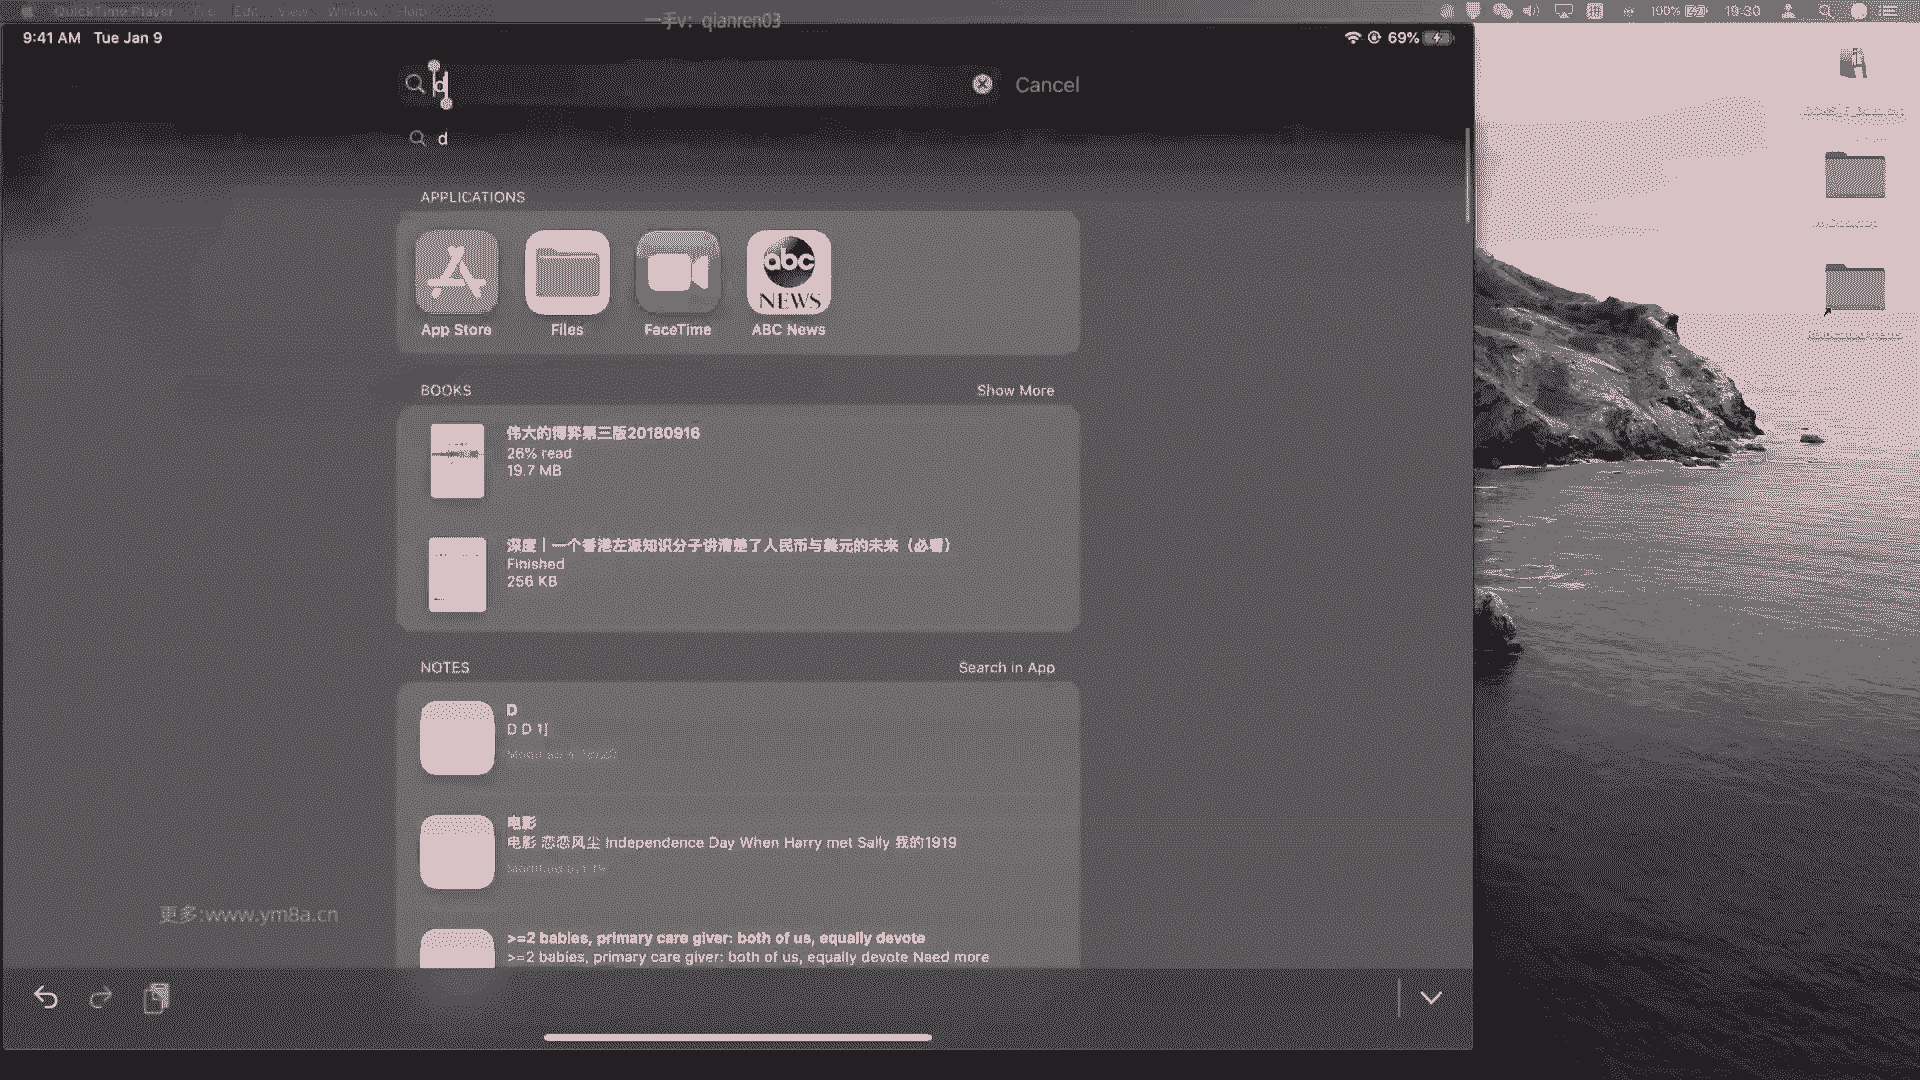 QuickTime Player File Edit View Window Help
一手v: qianren03
100% 19:30
9:41 AM Tue Jan 9
69%
d
Cancel
d
APPLICATIONS
App Store
Files
FaceTime
abc
NEWS
ABC News
BOOKS
Show More
伟大的博弈第三版20180916
26% read
19.7 MB
深度｜一个香港左派知识分子讲清楚了人民币与美元的未来（必看）
Finished
256 KB
NOTES
Search in App
D
D D 1]
电影
电影 恋恋风尘 Independence Day When Harry met Sally 我的1919
更多:www.ym8a.cn
>=2 babies, primary care giver: both of us, equally devote
>=2 babies, primary care giver: both of us, equally devote Need more